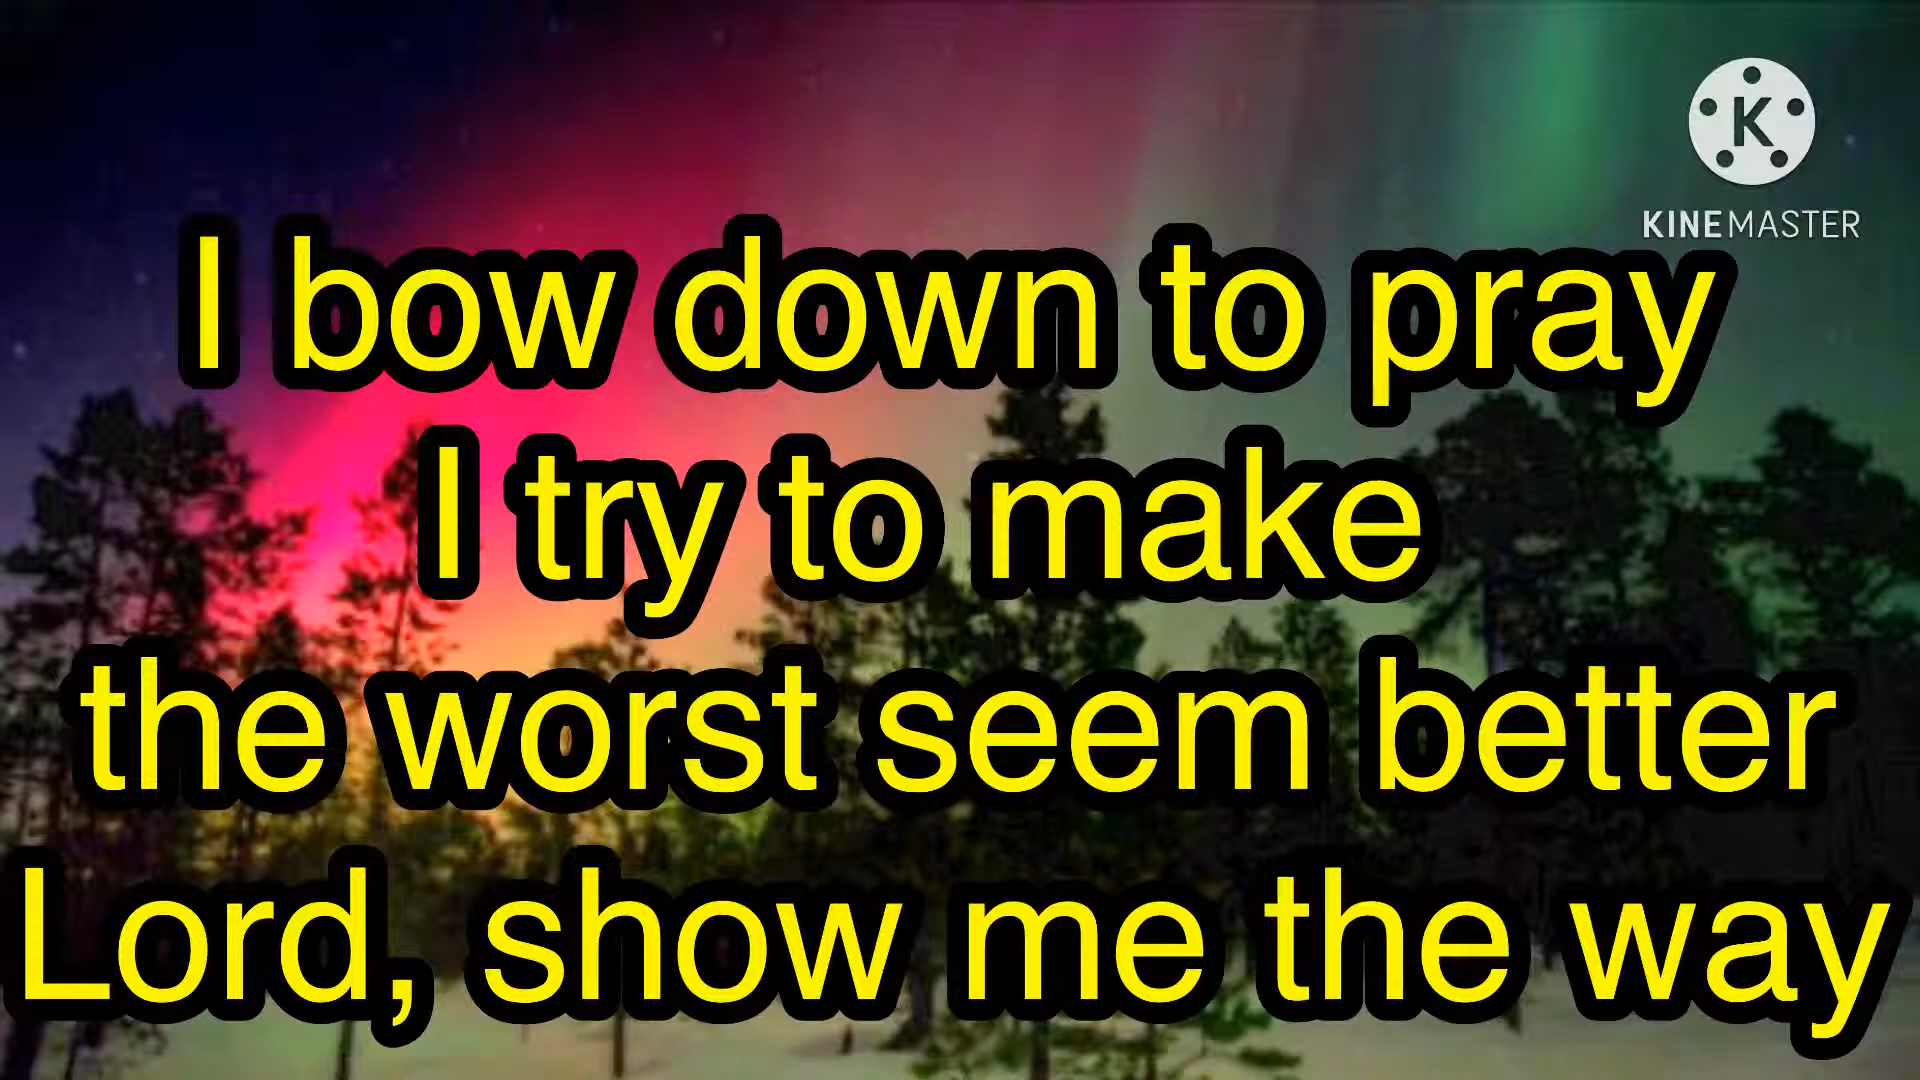 K
KINEMASTER
I bow down to pray
I try to make
the worst seem better
Lord, show me the way